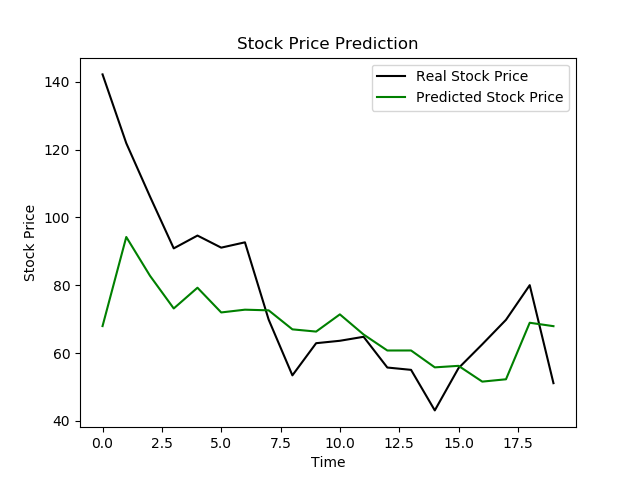 Stock Price Prediction
Real Stock Price
Predicted Stock Price
Stock Price
140
120
100
80
60
40
0.0 2.5 5.0 7.5 10.0 12.5 15.0 17.5
Time